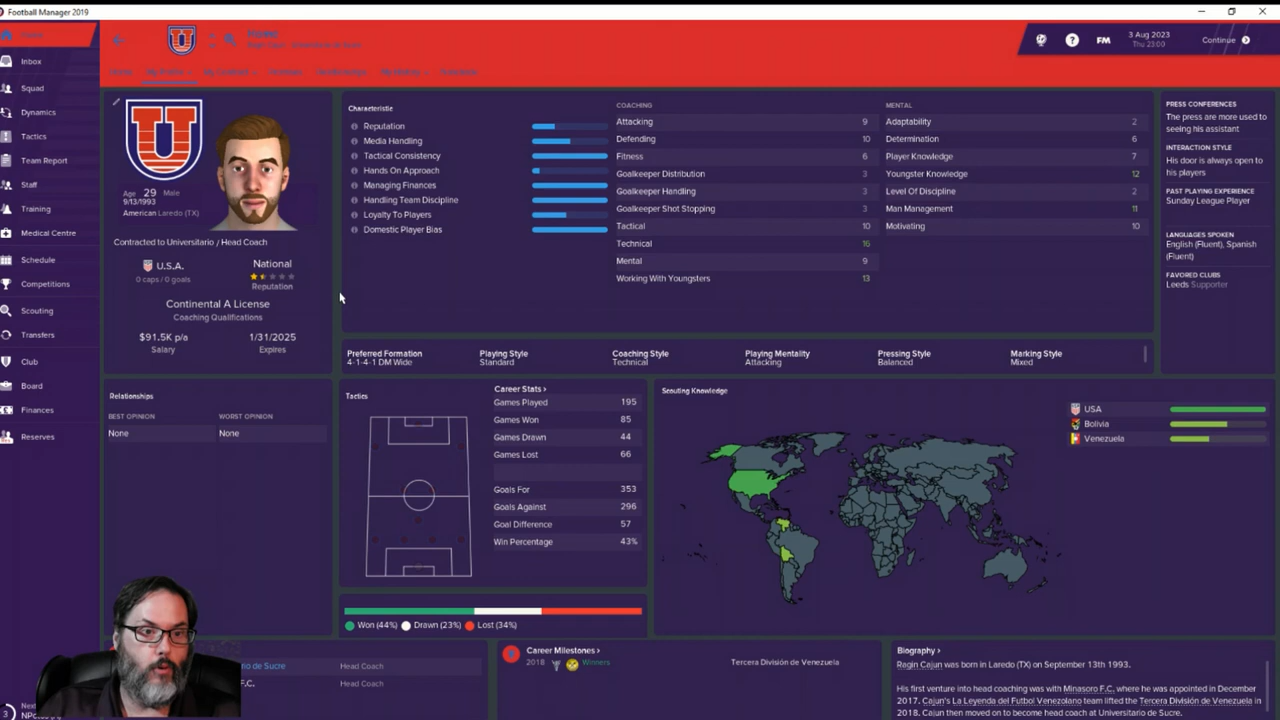 Football Manager 2019
Inbox
Squad
Dynamics
Tactics
Team Report
Staff
Training
Medical Centre
Schedule
Competitions
Scouting
Transfers
Club
Board
Finances
Reserves
3 Aug 2023
Thu 23:00
FM
Continue
U
Age 29 Male
9/13/1993
American Laredo (TX)
Contracted to Universitario / Head Coach
U.S.A.
0 caps / 0 goals
National
Reputation
Continental A License
Coaching Qualifications
$91.5K p/a
Salary
1/31/2025
Expires
Characteristic
Reputation
Media Handling
Tactical Consistency
Hands On Approach
Managing Finances
Handling Team Discipline
Loyalty To Players
Domestic Player Bias
COACHING
Attacking 9
Defending 10
Fitness 6
Goalkeeper Distribution 3
Goalkeeper Handling 3
Goalkeeper Shot Stopping 3
Tactical 10
Technical 16
Mental 9
Working With Youngsters 13
MENTAL
Adaptability 2
Determination 6
Player Knowledge 7
Youngster Knowledge 12
Level Of Discipline 2
Man Management 11
Motivating 10
PRESS CONFERENCES
The press are more used to
seeing his assistant
INTERACTION STYLE
His door is always open to
his players
PAST PLAYING EXPERIENCE
Sunday League Player
LANGUAGES SPOKEN
English (Fluent), Spanish
(Fluent)
FAVORED CLUBS
Leeds Supporter
Preferred Formation
4-1-4-1 DM Wide
Playing Style
Standard
Coaching Style
Technical
Playing Mentality
Attacking
Pressing Style
Balanced
Marking Style
Mixed
Relationships
BEST OPINION WORST OPINION
None None
Tactics
Career Stats >
Games Played 195
Games Won 85
Games Drawn 44
Games Lost 66
Goals For 353
Goals Against 296
Goal Difference 57
Win Percentage 43%
Won (44%) Drawn (23%) Lost (34%)
Scouting Knowledge
USA
Bolivia
Venezuela
rio de Sucre Head Coach
F.C. Head Coach
Career Milestones >
2018 Winners Tercera División de Venezuela
Biography >
Ragin Cajun was born in Laredo (TX) on September 13th 1993.
His first venture into head coaching was with Minasoro F.C. where he was appointed in December
2017. Cajun's La Leyenda del Futbol Venezolano team lifted the Tercera División de Venezuela in
2018. Cajun then moved on to become head coach at Universitario de Sucre.